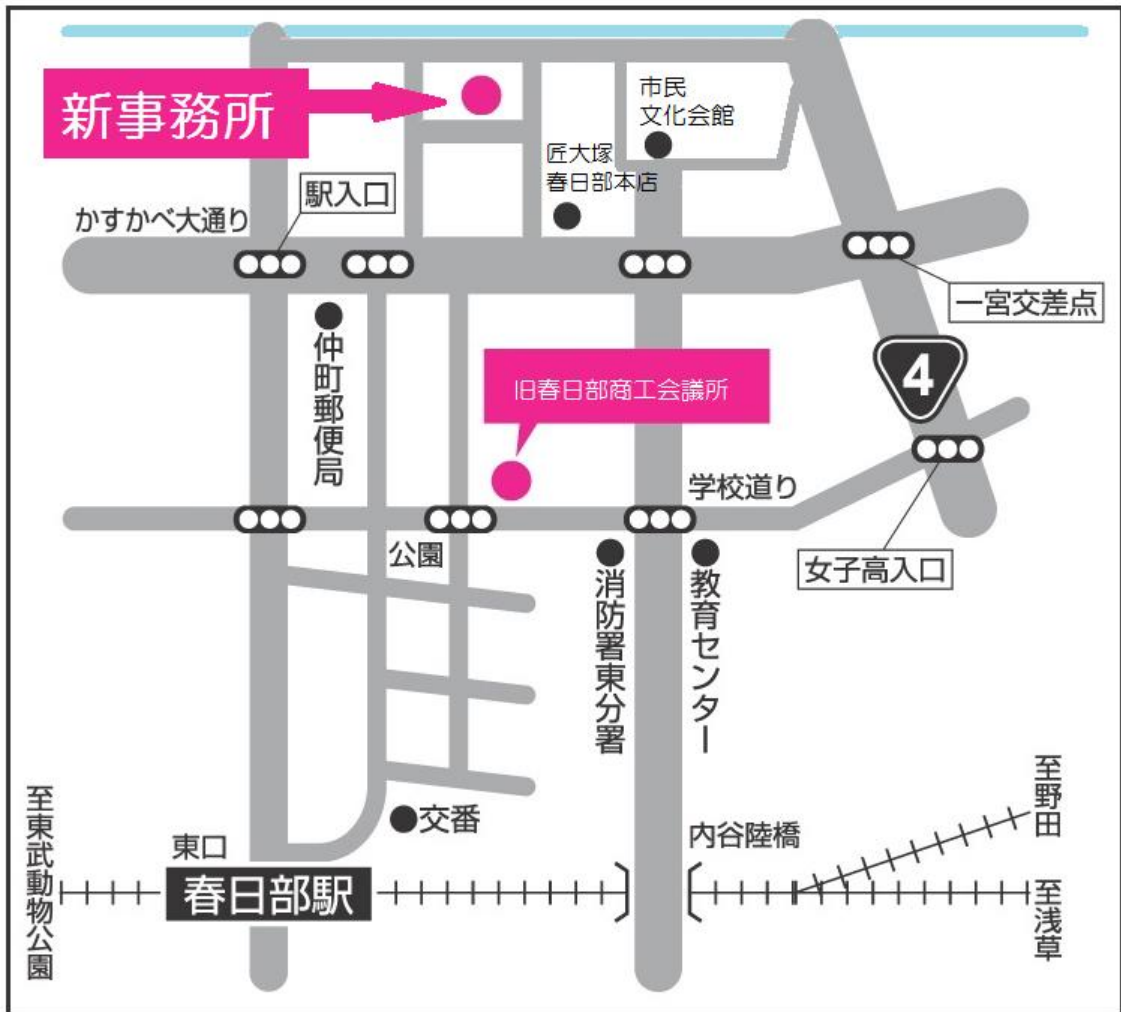 新事務所
市民
文化会館
匠大塚
春日部本店
駅入口
かすかべ大通り
一宮交差点
仲町郵便局
4
旧春日部商工会議所
学校道り
公園
女子高入口
消防署東分署
教育センター
至東武動物公園
交番
東口
内谷陸橋
至野田
春日部駅
至浅草